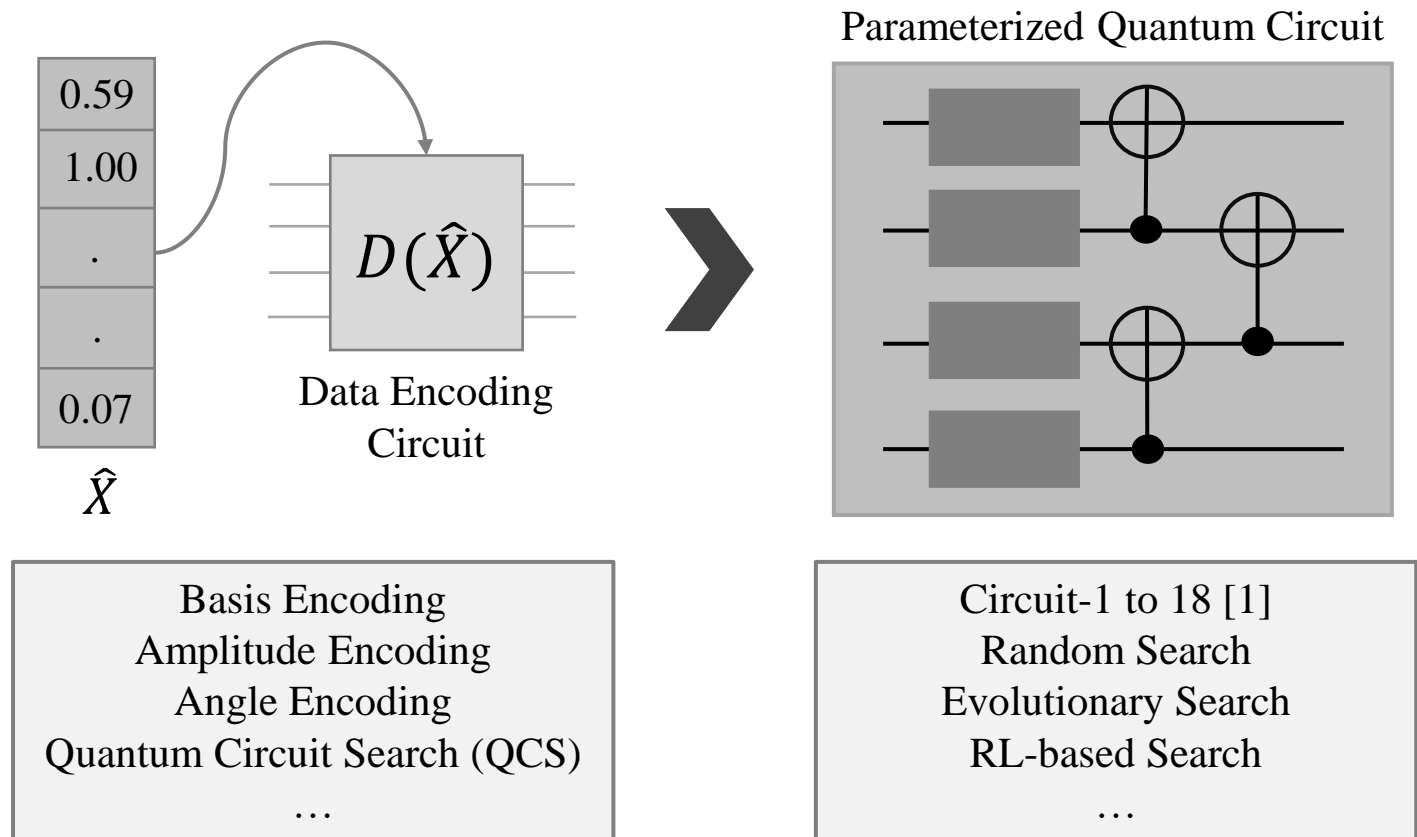 Parameterized Quantum Circuit
0.59
1.00
.
.
0.07
X̂
D(X̂)
Data Encoding
Circuit
Basis Encoding
Amplitude Encoding
Angle Encoding
Quantum Circuit Search (QCS)
…
Circuit-1 to 18 [1]
Random Search
Evolutionary Search
RL-based Search
…